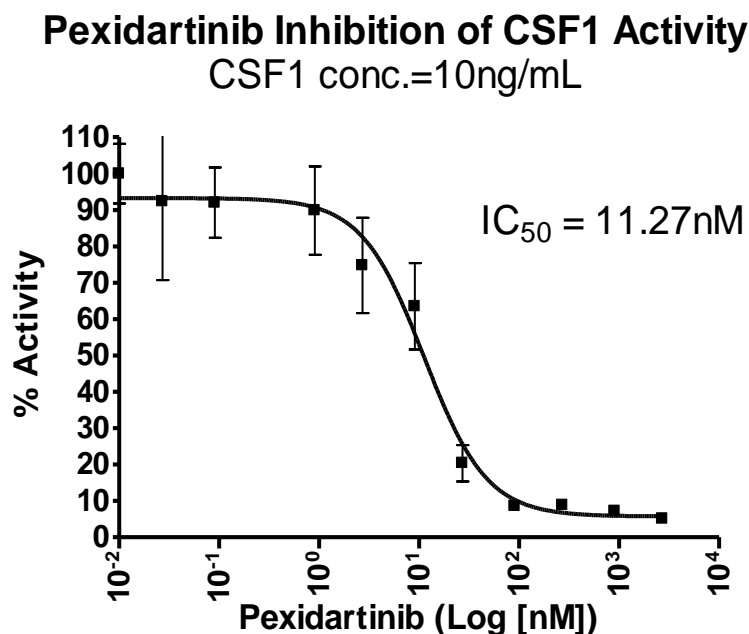 Pexidartinib Inhibition of CSF1 Activity
CSF1 conc.=10ng/mL
IC₅₀ = 11.27nM
% Activity
110
100
90
80
70
60
50
40
30
20
10
0
10⁻² 10⁻¹ 10⁰ 10¹ 10² 10³ 10⁴
Pexidartinib (Log [nM])